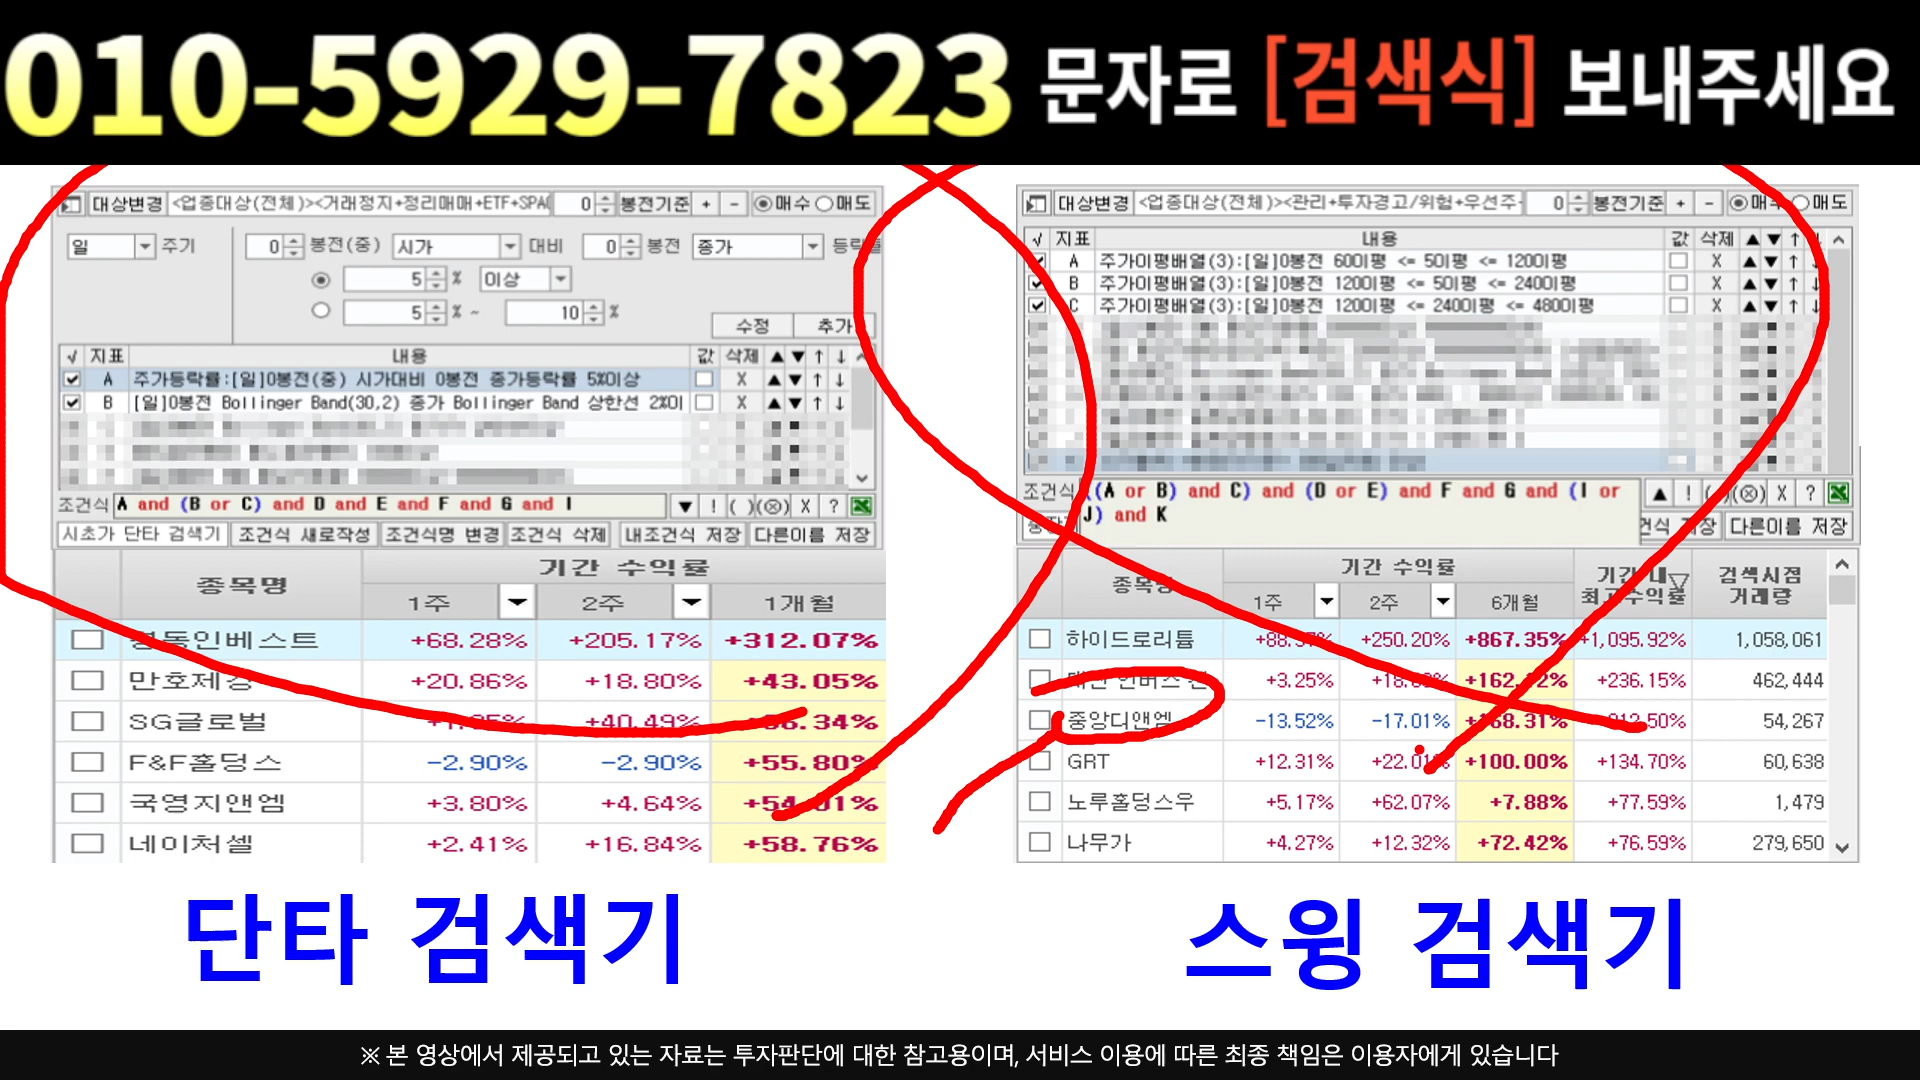 010-5929-7823 문자로 [검색식] 보내주세요
대상변경 <업종대상(전체)><거래정지+정리매매+ETF+SPA 0 봉전기준 + - 매수 매도
일 주기 0 봉전(중) 시가 대비 0 봉전 종가
5 % 이상
5 % ~ 10 %
수정 추가
√ 지표 내용 값 삭제 ▲ ▼ ↑ ↓
A 주가등락률:[일]0봉전(중) 시가대비 0봉전 종가등락률 5%이상 X ▲ ▼ ↑ ↓
B [일]0봉전 Bollinger Band(30,2) 종가 Bollinger Band 상한선 2%이 X ▲ ▼ ↑ ↓
조건식 A and (B or C) and D and E and F and G and I ▼ ! ( ) (⊗) X ?
시초가 단타 검색기 조건식 새로작성 조건식명 변경 조건식 삭제 내조건식 저장 다른이름 저장
종목명 기간 수익률
1주 2주 1개월
+68.28% +205.17% +312.07%
만호제강 +20.86% +18.80% +43.05%
SG글로벌 +40.49%
F&F홀딩스 -2.90% -2.90% +55.80%
국영지앤엠 +3.80% +4.64%
네이처셀 +2.41% +16.84% +58.76%
단타 검색기
대상변경 <업종대상(전체)><관리+투자경고/위험+우선주+ 0 봉전기준 + - 매수 매도
√ 지표 내용 값 삭제 ▲ ▼ ↑
A 주가이평배열(3):[일]0봉전 60이평 <= 5이평 <= 120이평 X ▲ ▼ ↑
B 주가이평배열(3):[일]0봉전 120이평 <= 5이평 <= 240이평 X ▲ ▼ ↑
C 주가이평배열(3):[일]0봉전 120이평 <= 240이평 <= 480이평 X ▲ ▼ ↑ ↓
조건식 ((A or B) and C) and (D or E) and F and G and (I or
J) and K ▲ ! (⊗) X ?
다른이름 저장
종목명 기간 수익률 기간 내 최고수익률 검색시점 거래량
1주 2주 6개월
하이드로리튬 +250.20% +867.35% +1,095.92% 1,058,061
+3.25% +236.15% 462,444
중앙디앤엠 -13.52% -17.01% 54,267
GRT +12.31% +100.00% +134.70% 60,638
노루홀딩스우 +5.17% +62.07% +7.88% +77.59% 1,479
나무가 +4.27% +12.32% +72.42% +76.59% 279,650
스윙 검색기
※ 본 영상에서 제공되고 있는 자료는 투자판단에 대한 참고용이며, 서비스 이용에 따른 최종 책임은 이용자에게 있습니다